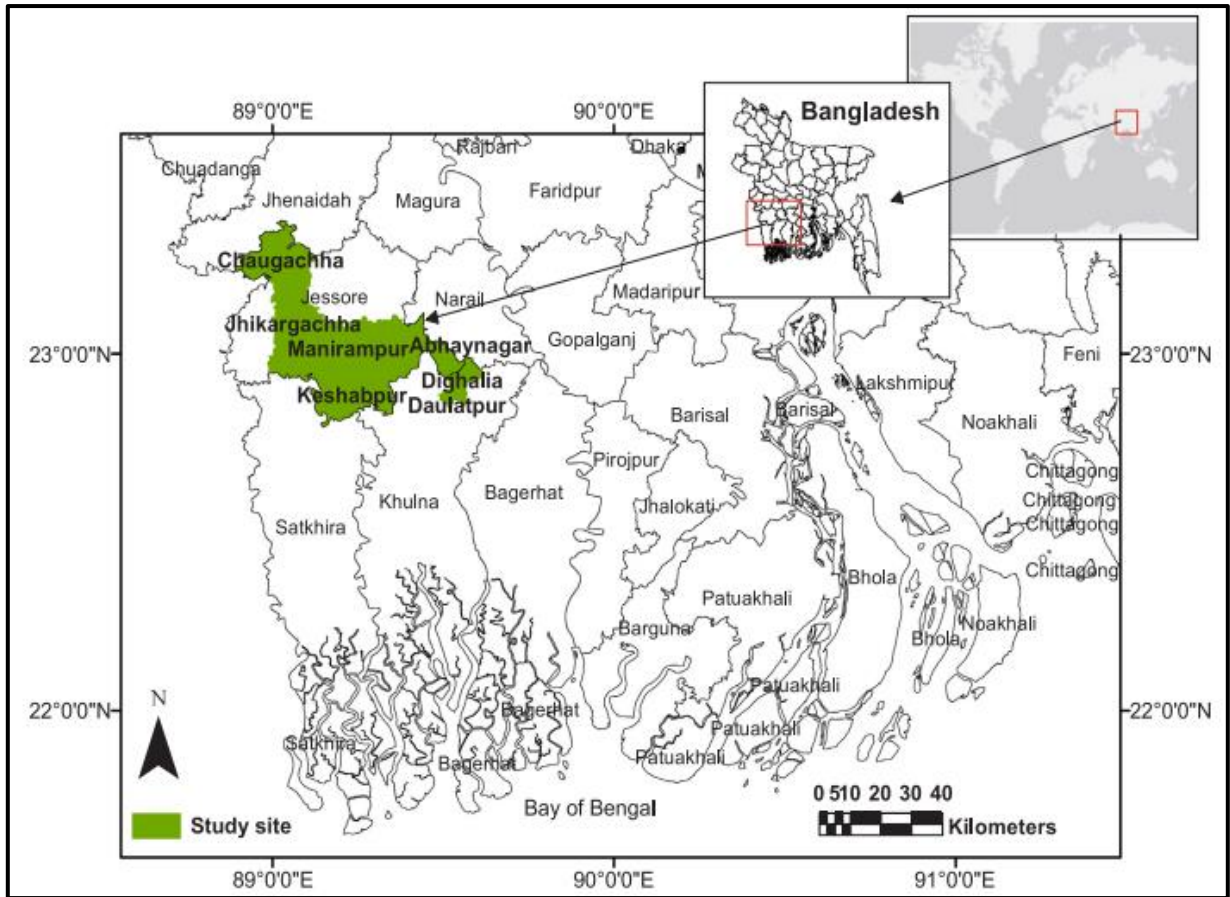 89°0'0"E
90°0'0"E
Bangladesh
Rajbari
Dhaka
Chuadanga
Jhenaidah
Magura
Faridpur
M
Chaugachha
Jessore
Narail
Madaripur
Jhikargachha
Manirampur
Abhaynagar
Gopalganj
23°0'0"N
23°0'0"N
Feni
Keshabpur
Dighalia
Daulatpur
Lakshmipur
Barisal
Barisal
Noakhali
Pirojpur
Chittagong
Khulna
Bagerhat
Jhalokati
Chittagong
Satkhira
Chittagong
Chittagong
Bhola
Patuakhali
Barguna
Noakhali
Bhola
Patuakhali
N
22°0'0"N
22°0'0"N
Bagerhat
Patuakhali
Satkhira
Bagerhat
Patuakhali
Bay of Bengal
0 5 10 20 30 40
Kilometers
Study site
89°0'0"E
90°0'0"E
91°0'0"E